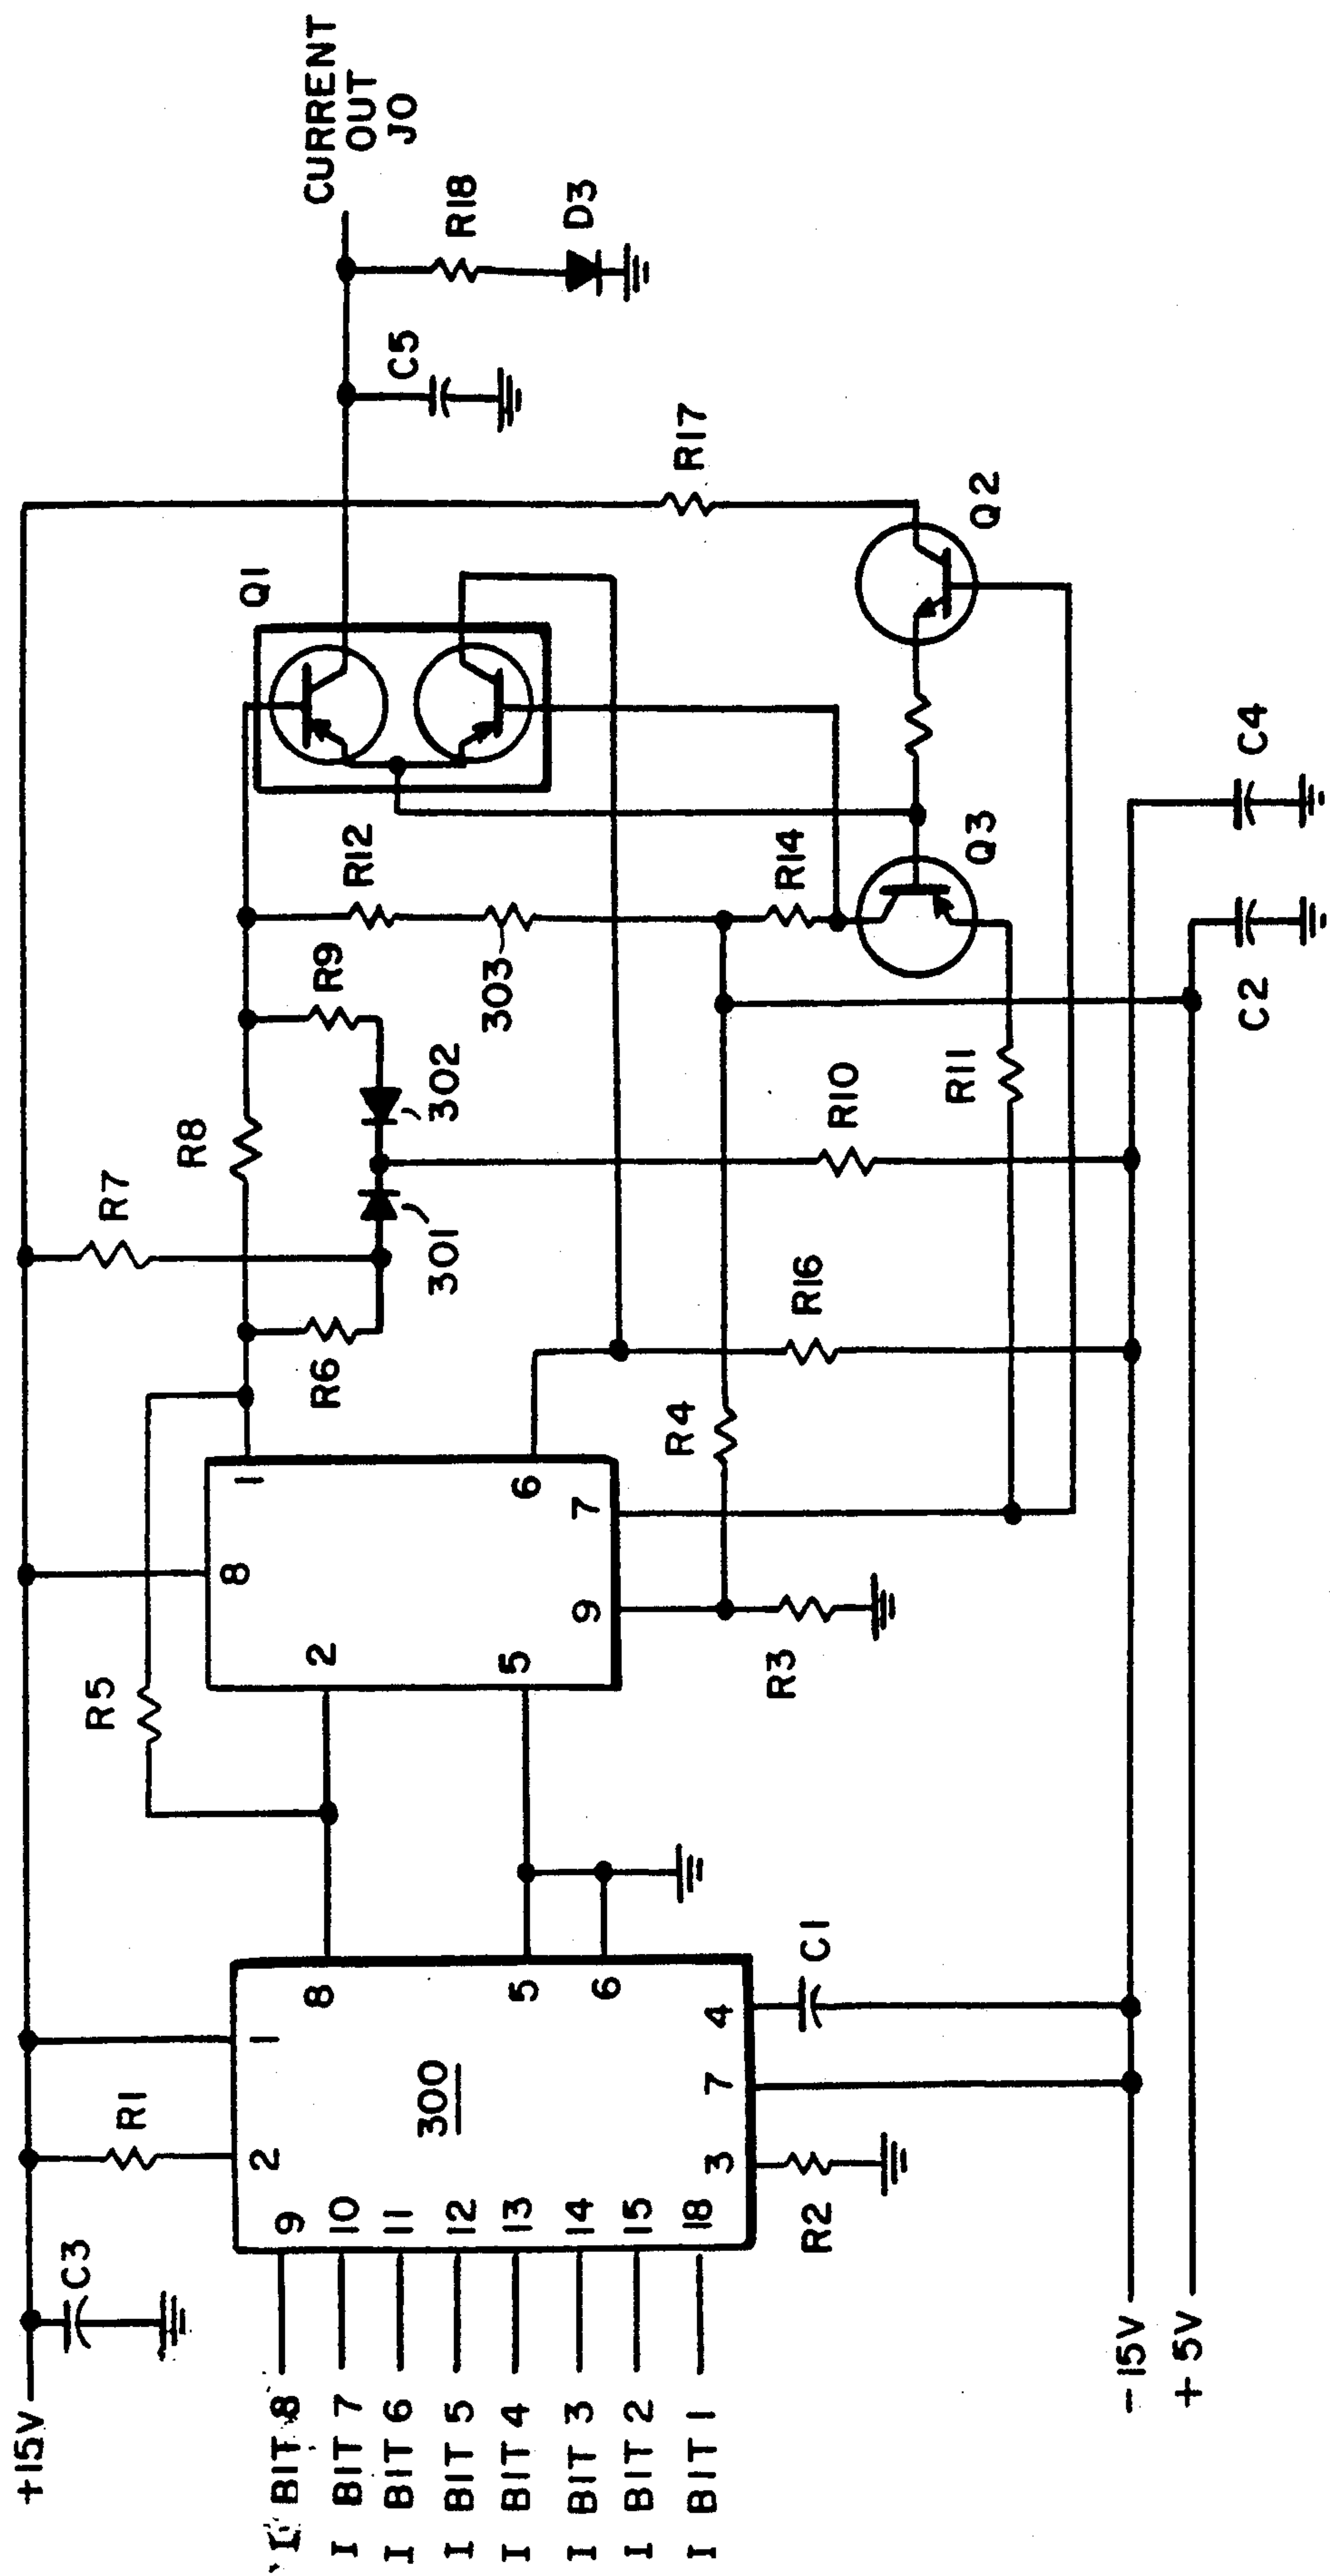 +15V
C3
R1
R5
R7
R8
Q1
CURRENT
OUT
JO
I BIT 8
I BIT 7
I BIT 6
I BIT 5
I BIT 4
I BIT 3
I BIT 2
I BIT 1
9
10
11
12
13
14
15
18
2
1
8
5
6
3
7
4
300
R2
C1
8
2
5
1
6
7
9
R6
R9
301
302
303
R12
C5
R18
D3
R3
R4
R16
R10
R11
R14
R17
Q3
Q2
-15V
+5V
C2
C4